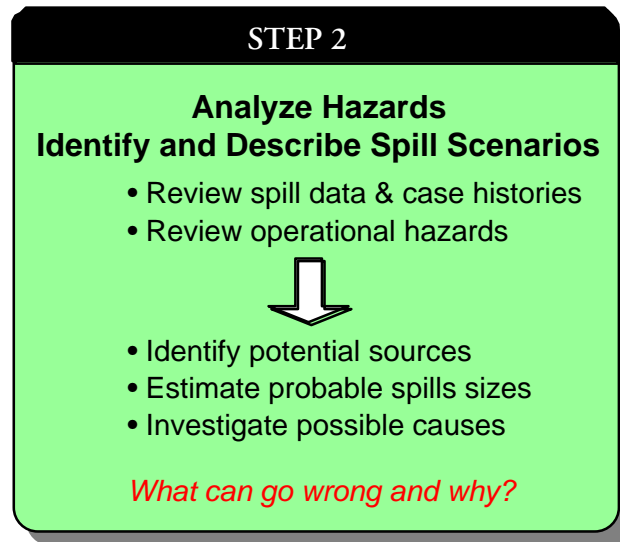 STEP 2
Analyze Hazards
Identify and Describe Spill Scenarios
• Review spill data & case histories
• Review operational hazards
• Identify potential sources
• Estimate probable spills sizes
• Investigate possible causes
What can go wrong and why?